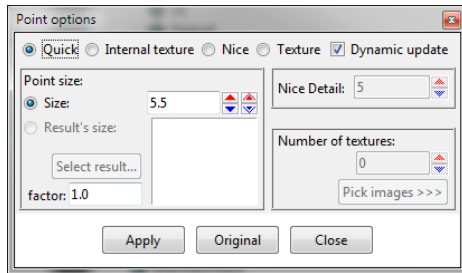 Point options
Quick Internal texture Nice Texture Dynamic update
Point size:
Size: 5.5
Result's size:
Select result...
factor: 1.0
Nice Detail: 5
Number of textures:
0
Pick images >>>
Apply Original Close